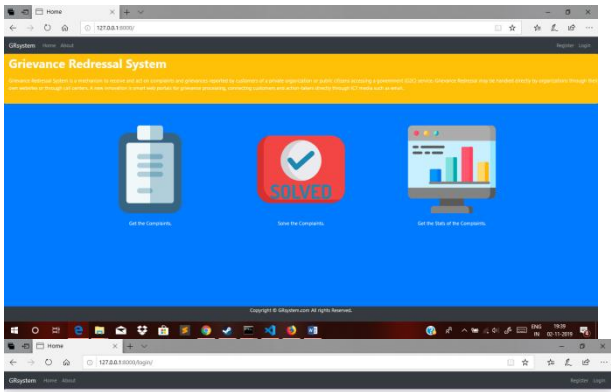 Home
127.0.0.1:8000/
GRsystem Home About Register Login
Grievance Redressal System
Grievance Redressal System is a mechanism to receive and act on complaints and grievances reported by customers of a private organization or public citizens accessing a government (G2C) service. Grievance Redressal may be handled directly by organizations through their
own websites or through call centers. A new innovation is smart web portals for grievance processing, connecting customers and action-takers directly through ICT media such as email.
SOLVED
Get the Complaints. Solve the Complaints. Get the Stats of the Complaints.
Copyright © GRsystem.com All rights Reserved.
ENG 19:39
IN 02-11-2019
Home
127.0.0.1:8000/login/
GRsystem Home About Register Login